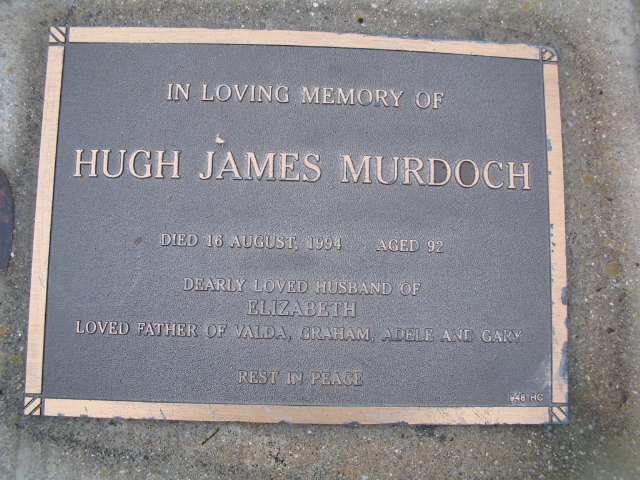 IN LOVING MEMORY OF
HUGH JAMES MURDOCH
DIED 16 AUGUST, 1994 AGED 92
DEARLY LOVED HUSBAND OF
ELIZABETH
LOVED FATHER OF VALDA, GRAHAM, ADELE AND GARY
REST IN PEACE
HC